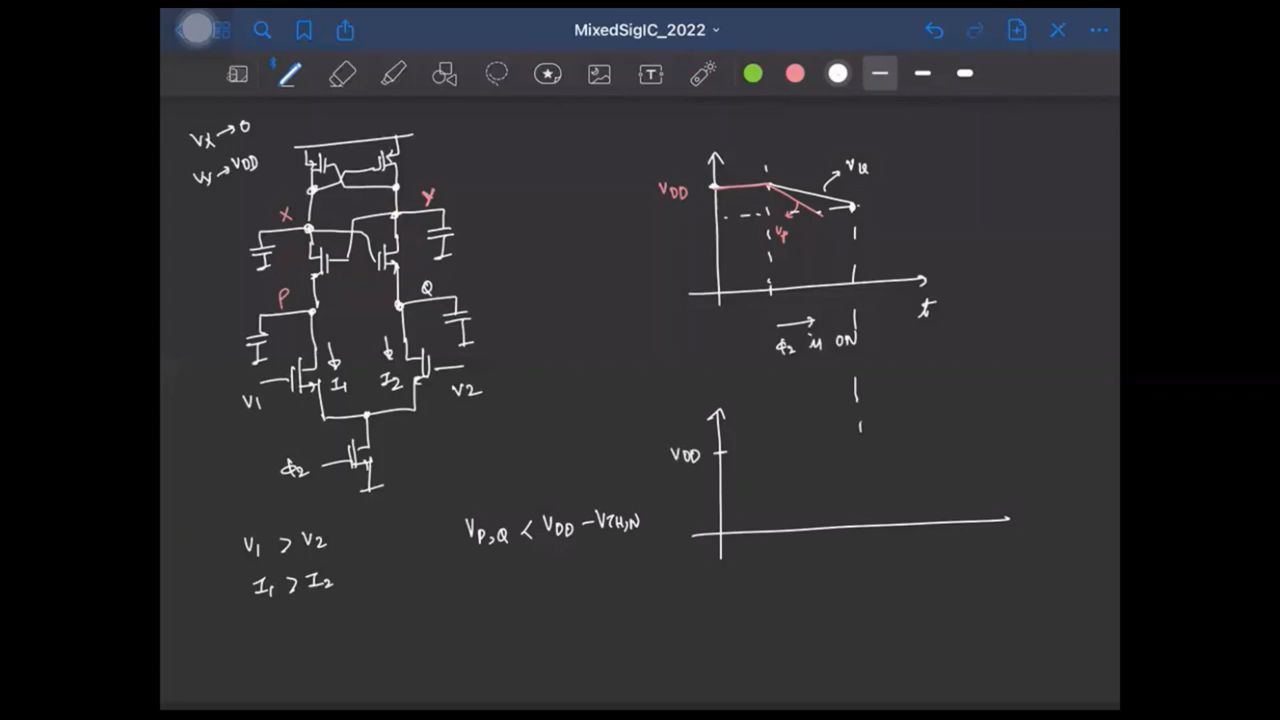 MixedSigIC_2022
Vx→0
Vy→VDD
X
Y
P
Q
I1
I2
V1
V2
ϕ2
V1 > V2
I1 > I2
VP,Q < VDD - VTH,N
VDD
VQ
VP
t
ϕ2 is ON
VDD